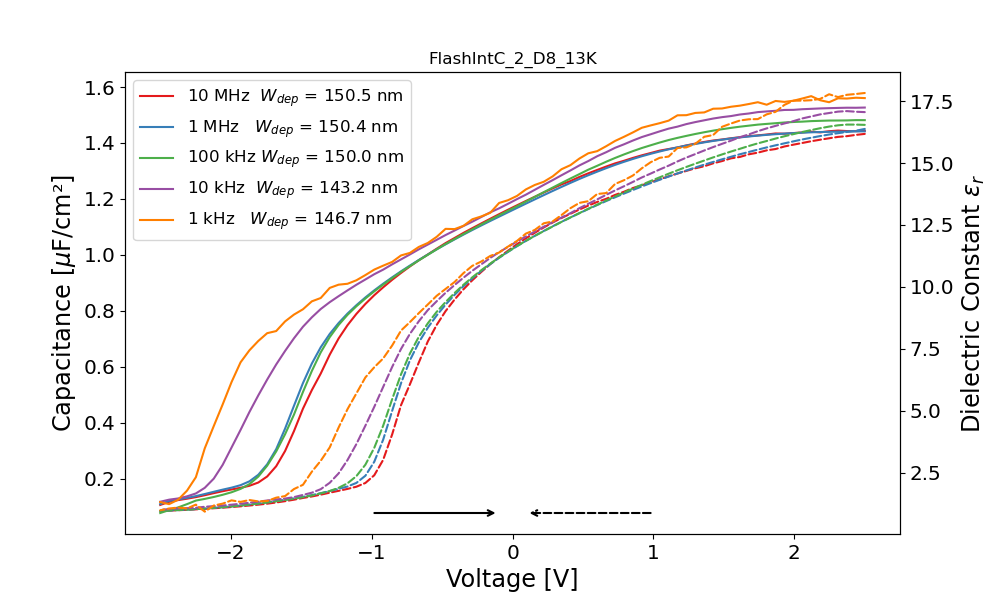 FlashIntC_2_D8_13K
10 MHz W_dep = 150.5 nm
1 MHz W_dep = 150.4 nm
100 kHz W_dep = 150.0 nm
10 kHz W_dep = 143.2 nm
1 kHz W_dep = 146.7 nm
Capacitance [μF/cm²]
1.6
1.4
1.2
1.0
0.8
0.6
0.4
0.2
17.5
15.0
12.5
10.0
7.5
5.0
2.5
Dielectric Constant ε_r
−2 −1 0 1 2
Voltage [V]